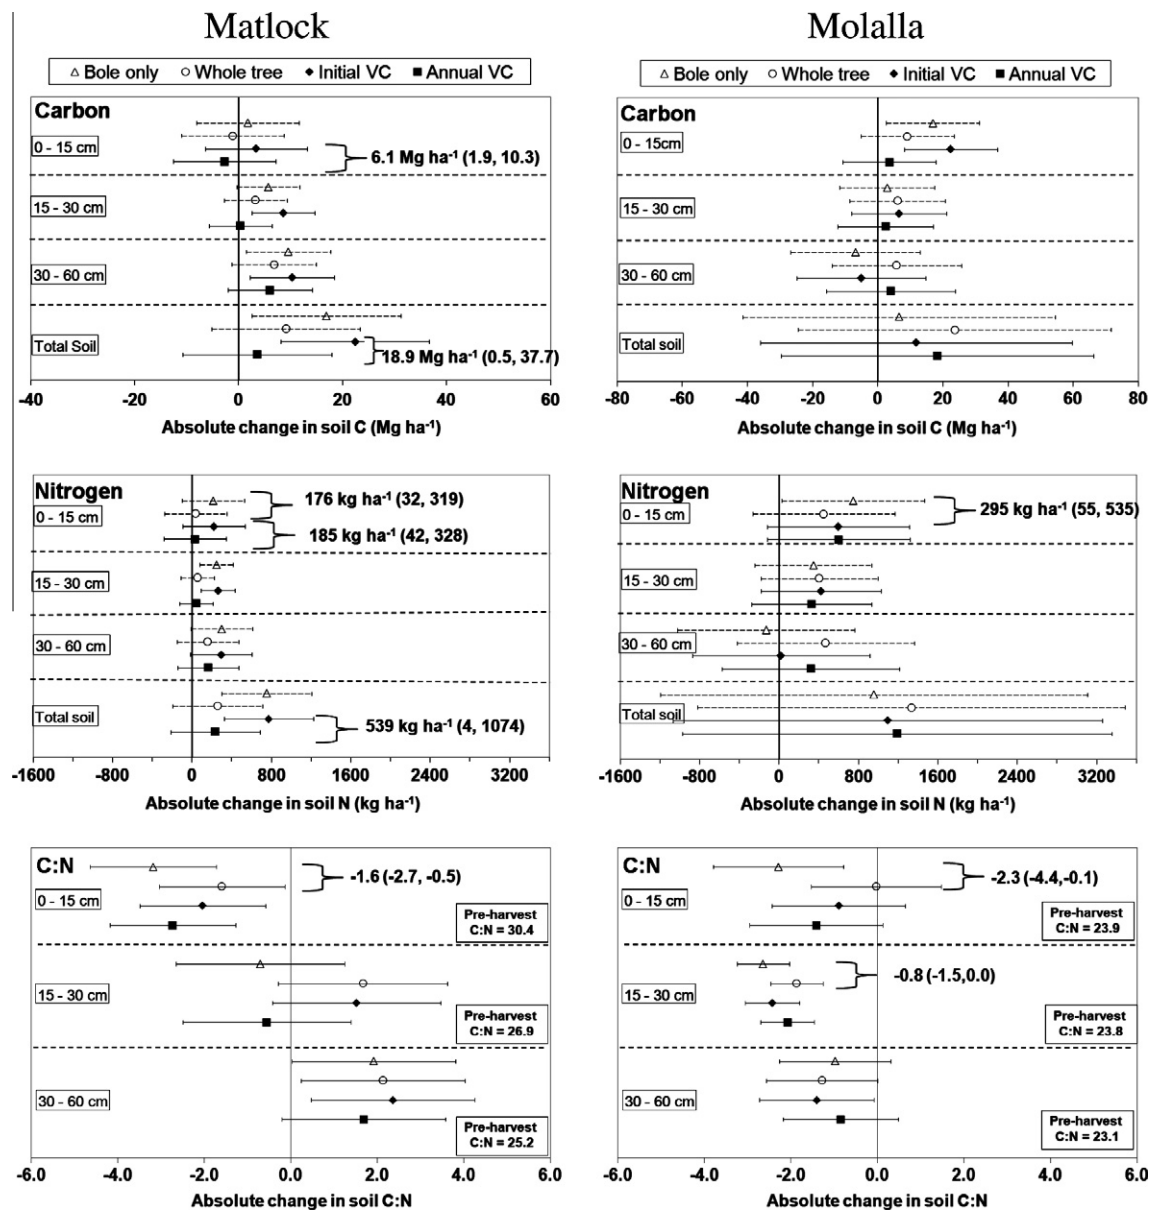 Matlock
Molalla
△ Bole only ○ Whole tree ◆ Initial VC ■ Annual VC
△ Bole only ○ Whole tree ◆ Initial VC ■ Annual VC
Carbon
0 - 15 cm
6.1 Mg ha⁻¹ (1.9, 10.3)
15 - 30 cm
30 - 60 cm
Total Soil
18.9 Mg ha⁻¹ (0.5, 37.7)
-40 -20 0 20 40 60
Absolute change in soil C (Mg ha⁻¹)
Carbon
0 - 15cm
15 - 30 cm
30 - 60 cm
Total soil
-80 -60 -40 -20 0 20 40 60 80
Absolute change in soil C (Mg ha⁻¹)
Nitrogen
0 - 15 cm
176 kg ha⁻¹ (32, 319)
185 kg ha⁻¹ (42, 328)
15 - 30 cm
30 - 60 cm
Total soil
539 kg ha⁻¹ (4, 1074)
-1600 -800 0 800 1600 2400 3200
Absolute change in soil N (kg ha⁻¹)
Nitrogen
0 - 15 cm
295 kg ha⁻¹ (55, 535)
15 - 30 cm
30 - 60 cm
Total soil
-1600 -800 0 800 1600 2400 3200
Absolute change in soil N (kg ha⁻¹)
C:N
0 - 15 cm
-1.6 (-2.7, -0.5)
Pre-harvest
C:N = 30.4
15 - 30 cm
Pre-harvest
C:N = 26.9
30 - 60 cm
Pre-harvest
C:N = 25.2
-6.0 -4.0 -2.0 0.0 2.0 4.0 6.0
Absolute change in soil C:N
C:N
0 - 15 cm
-2.3 (-4.4,-0.1)
Pre-harvest
C:N = 23.9
15 - 30 cm
-0.8 (-1.5,0.0)
Pre-harvest
C:N = 23.8
30 - 60 cm
Pre-harvest
C:N = 23.1
-6.0 -4.0 -2.0 0.0 2.0 4.0 6.0
Absolute change in soil C:N